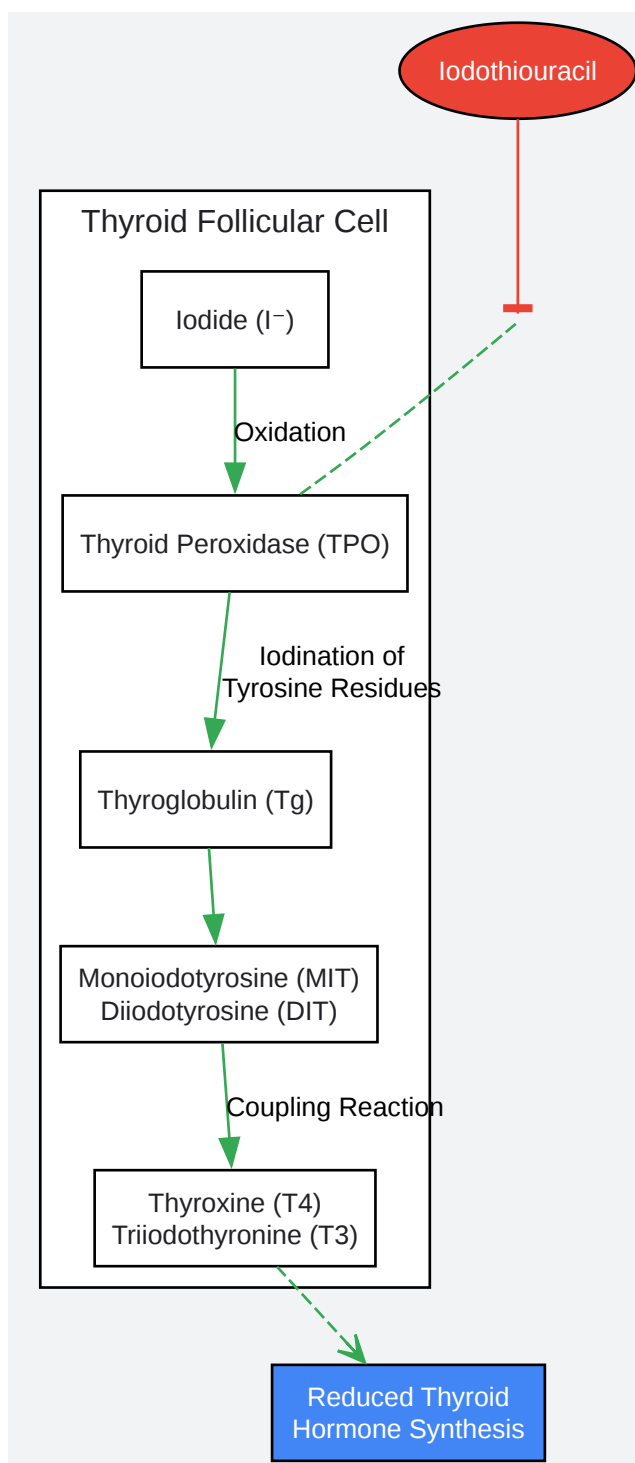 Iodothiouracil
Thyroid Follicular Cell
Iodide (I⁻)
Oxidation
Thyroid Peroxidase (TPO)
Iodination of
Tyrosine Residues
Thyroglobulin (Tg)
Monoiodotyrosine (MIT)
Diiodotyrosine (DIT)
Coupling Reaction
Thyroxine (T4)
Triiodothyronine (T3)
Reduced Thyroid
Hormone Synthesis